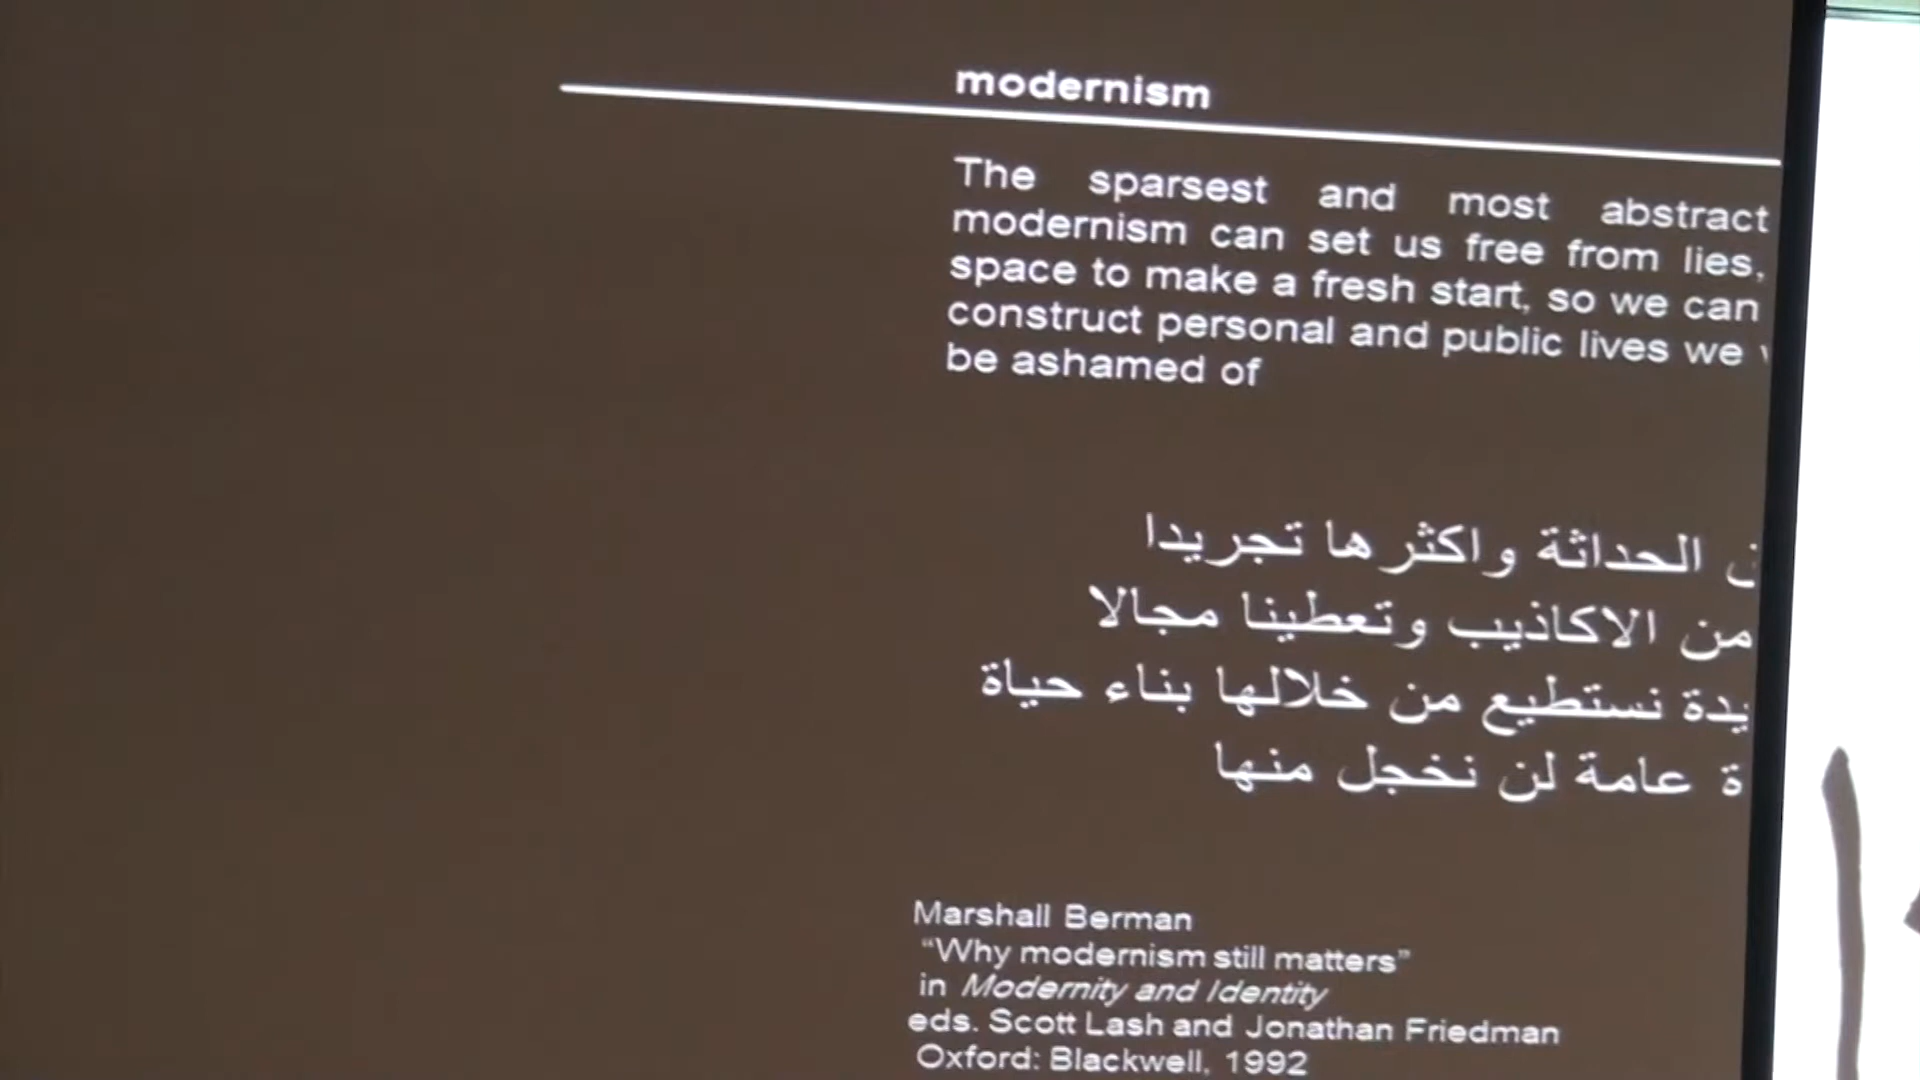 modernism
The sparsest and most abstract
modernism can set us free from lies,
space to make a fresh start, so we can
construct personal and public lives we
be ashamed of
الحداثة واكثرها تجريدا
من الاكاذيب وتعطينا مجالا
يدة نستطيع من خلالها بناء حياة
ة عامة لن نخجل منها
Marshall Berman
“Why modernism still matters”
in Modernity and Identity
eds. Scott Lash and Jonathan Friedman
Oxford: Blackwell, 1992